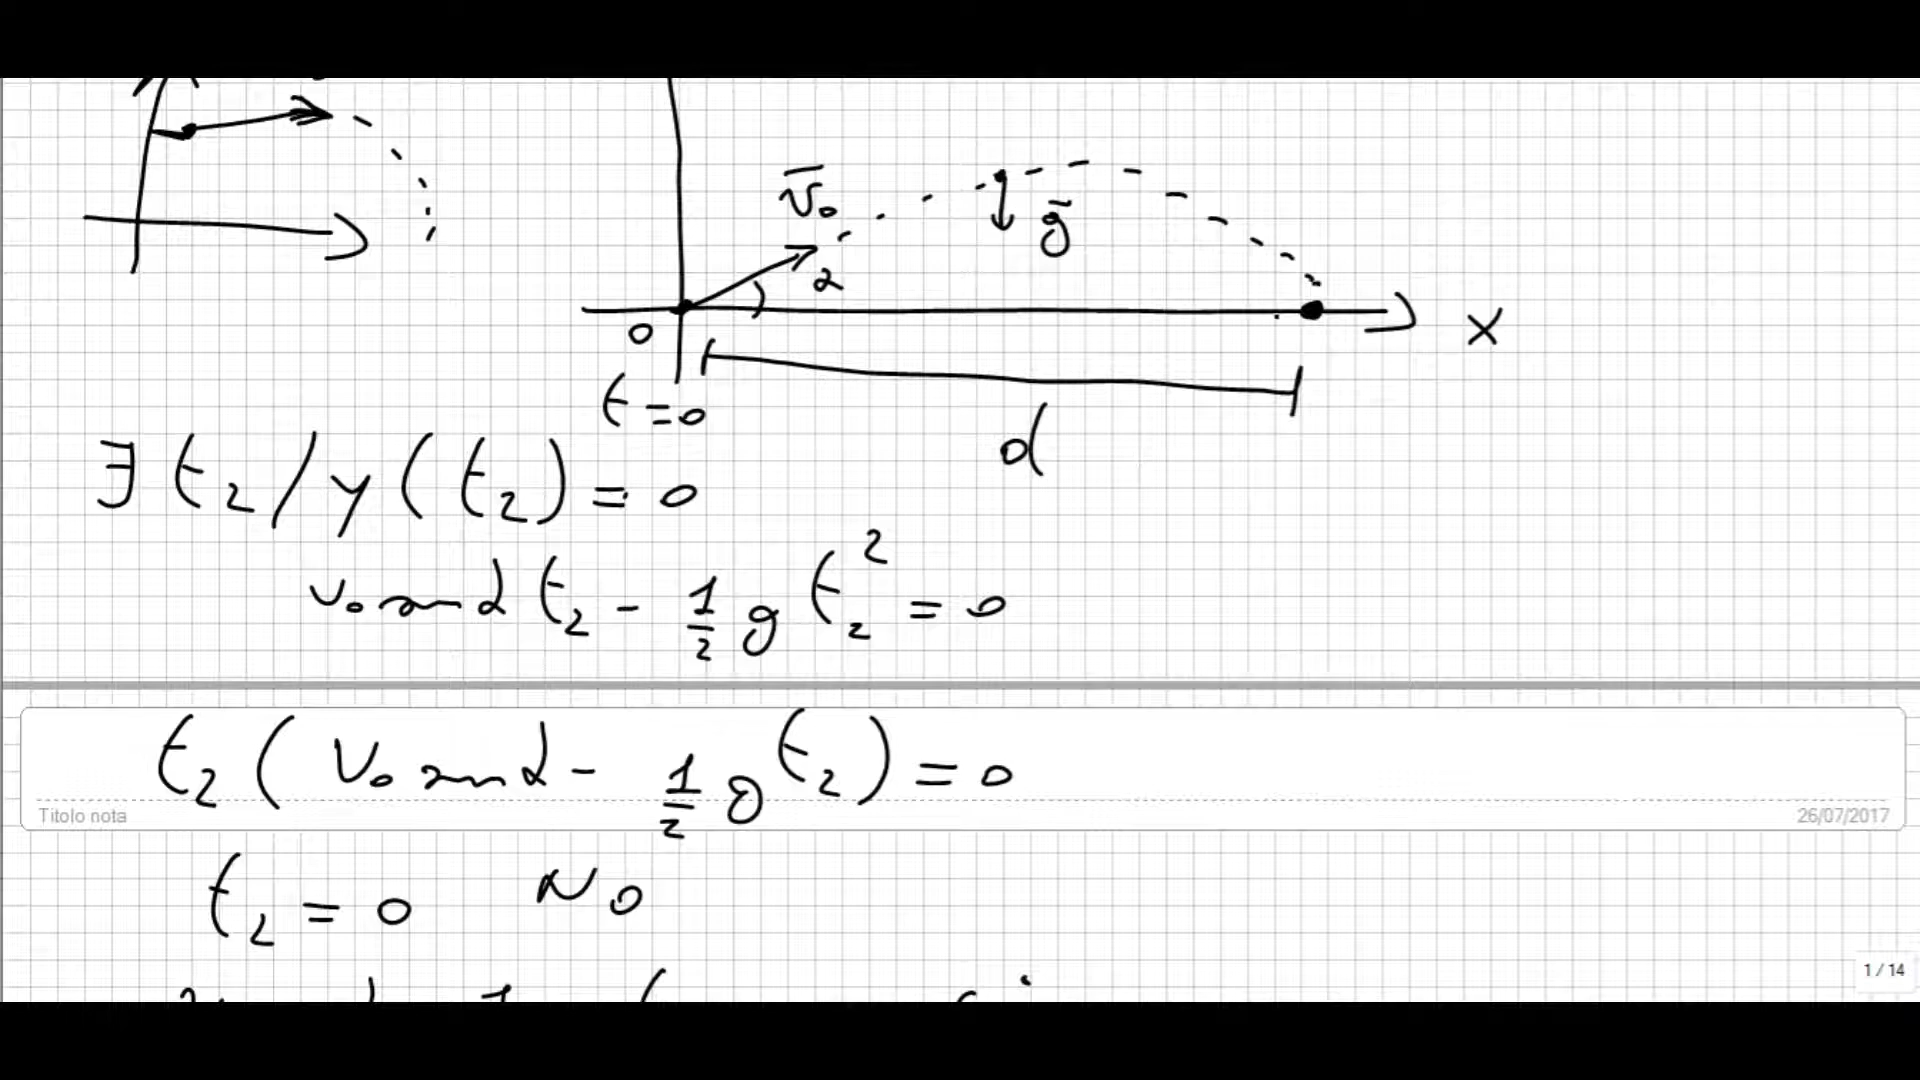 v̄₀
ḡ
α
0
x
t = 0
d
∃ t₂ / y(t₂) = 0
v₀ sin α t₂ - 1/2 g t₂² = 0
t₂ ( v₀ sin α - 1/2 g t₂ ) = 0
Titolo nota
26/07/2017
t₂ = 0 NO
1 / 14